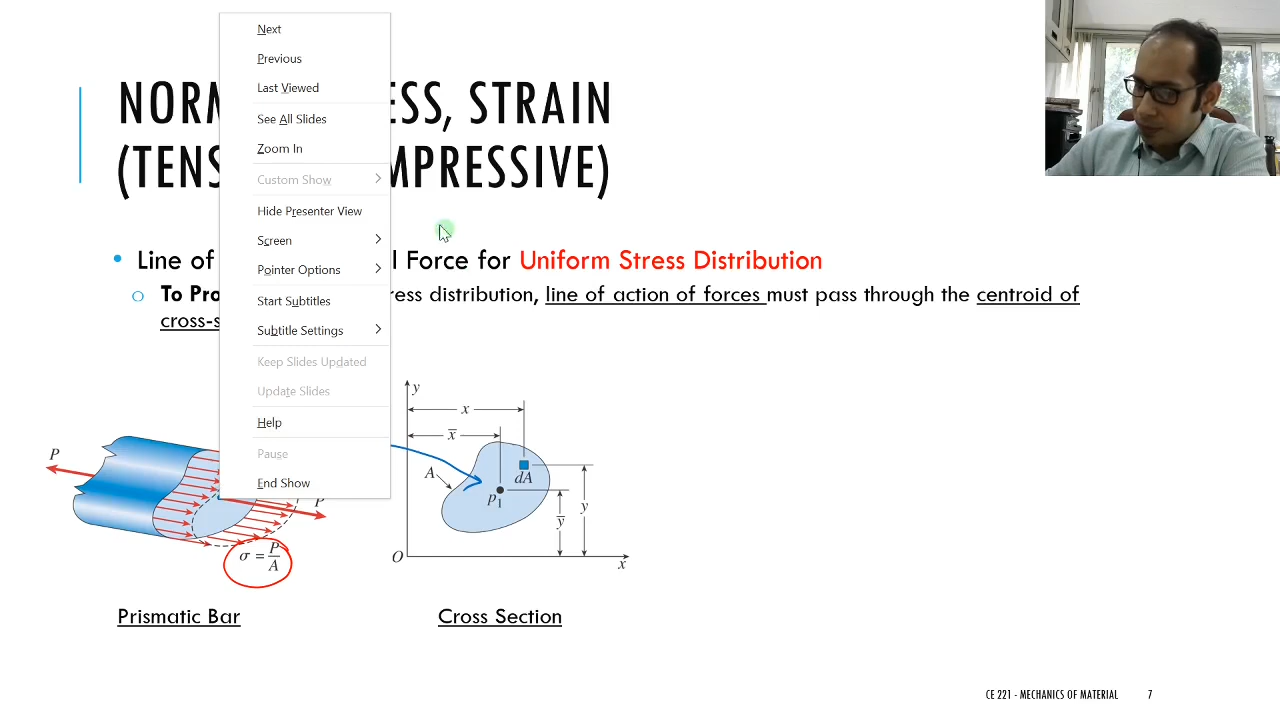 NORM ESS, STRAIN
(TENS MPRESSIVE)
Next
Previous
Last Viewed
See All Slides
Zoom In
Custom Show
Hide Presenter View
Screen
Pointer Options
Start Subtitles
Subtitle Settings
Keep Slides Updated
Update Slides
Help
Pause
End Show
Line of l Force for Uniform Stress Distribution
To Pro ress distribution, line of action of forces must pass through the centroid of
cross-s
P
P
σ = P/A
Prismatic Bar
y
x
x̄
A
dA
p1
ȳ
y
O
x
Cross Section
CE 221 - MECHANICS OF MATERIAL 7